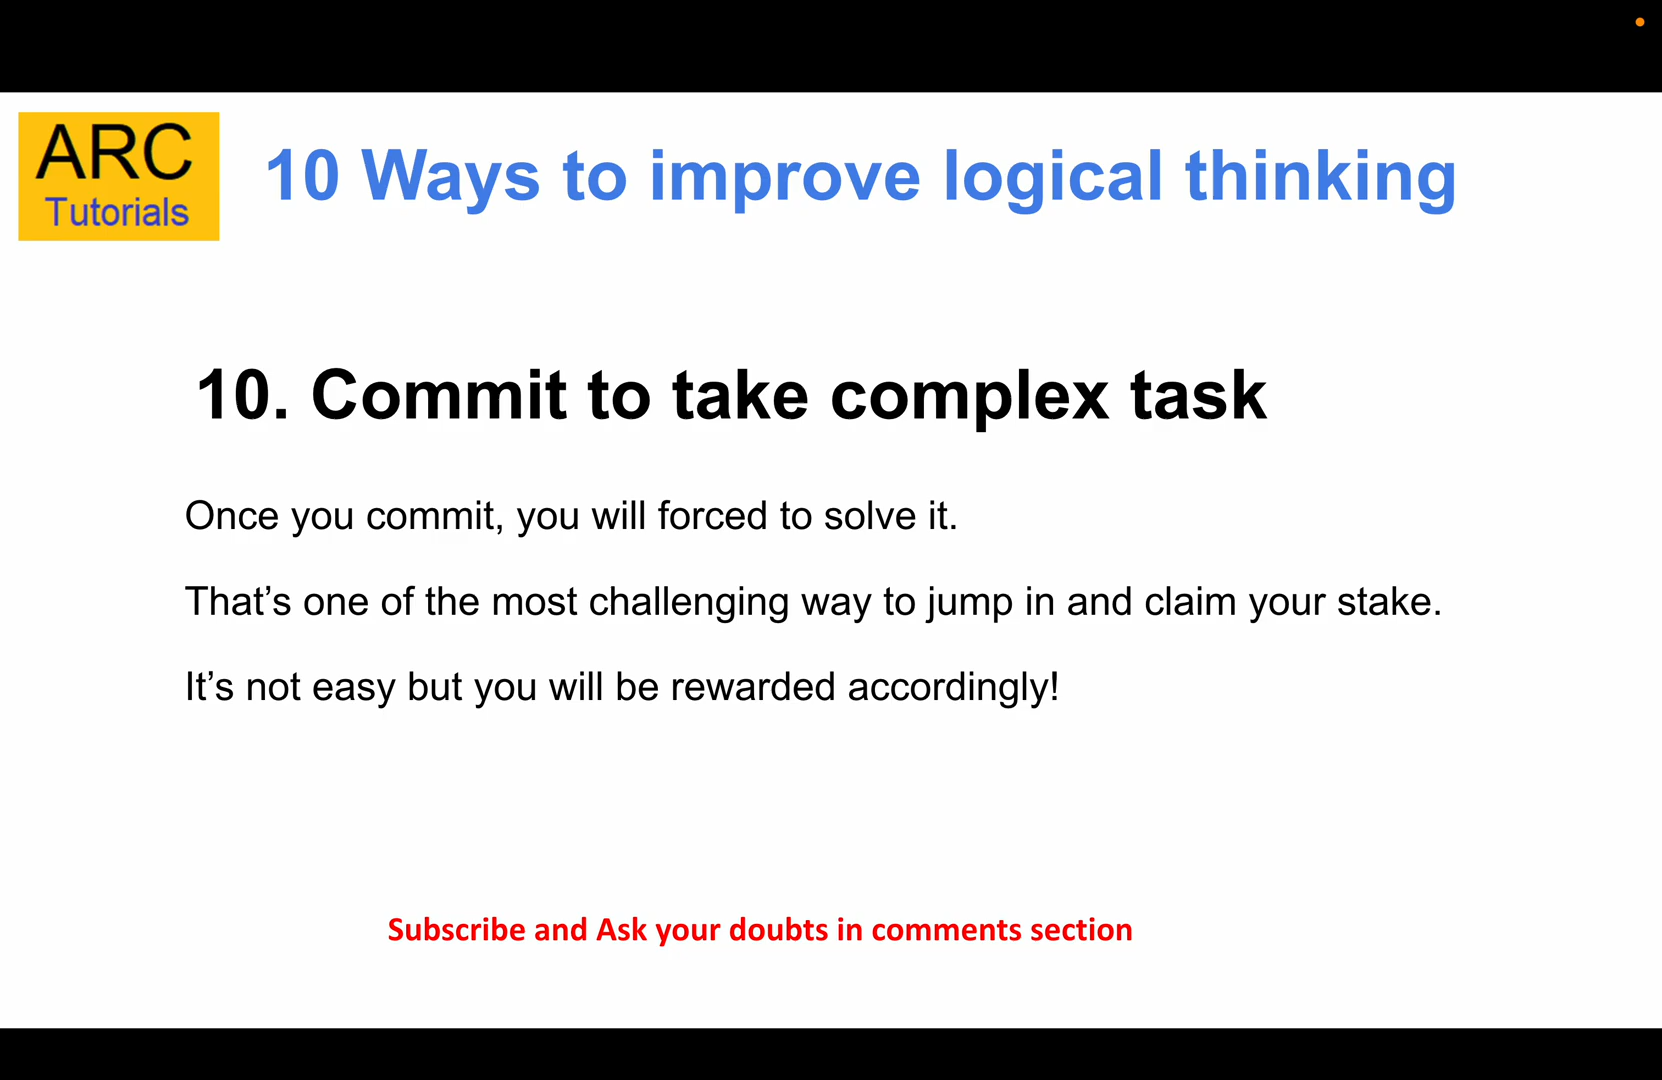 ARC
Tutorials
10 Ways to improve logical thinking
10. Commit to take complex task
Once you commit, you will forced to solve it.
That’s one of the most challenging way to jump in and claim your stake.
It’s not easy but you will be rewarded accordingly!
Subscribe and Ask your doubts in comments section